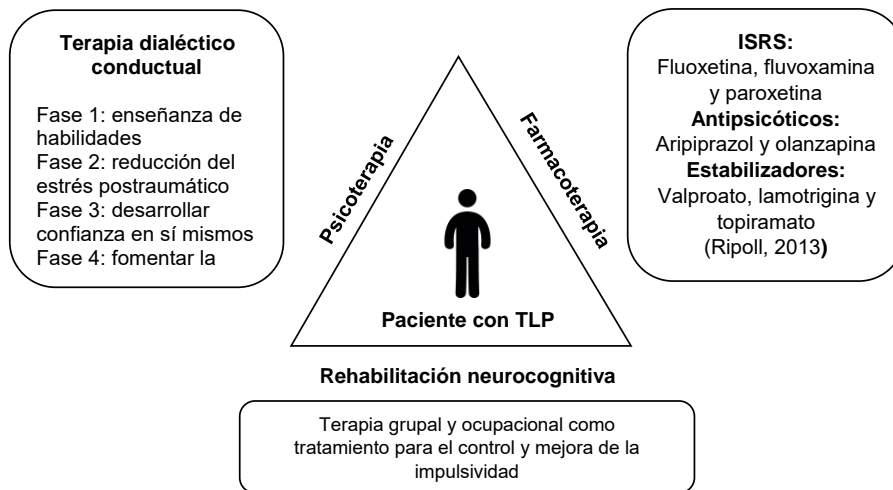 Terapia dialéctico
conductual
Fase 1: enseñanza de
habilidades
Fase 2: reducción del
estrés postraumático
Fase 3: desarrollar
confianza en sí mismos
Fase 4: fomentar la
Psicoterapia
Farmacoterapia
ISRS:
Fluoxetina, fluvoxamina
y paroxetina
Antipsicóticos:
Aripiprazol y olanzapina
Estabilizadores:
Valproato, lamotrigina y
topiramato
(Ripoll, 2013)
Paciente con TLP
Rehabilitación neurocognitiva
Terapia grupal y ocupacional como
tratamiento para el control y mejora de la
impulsividad